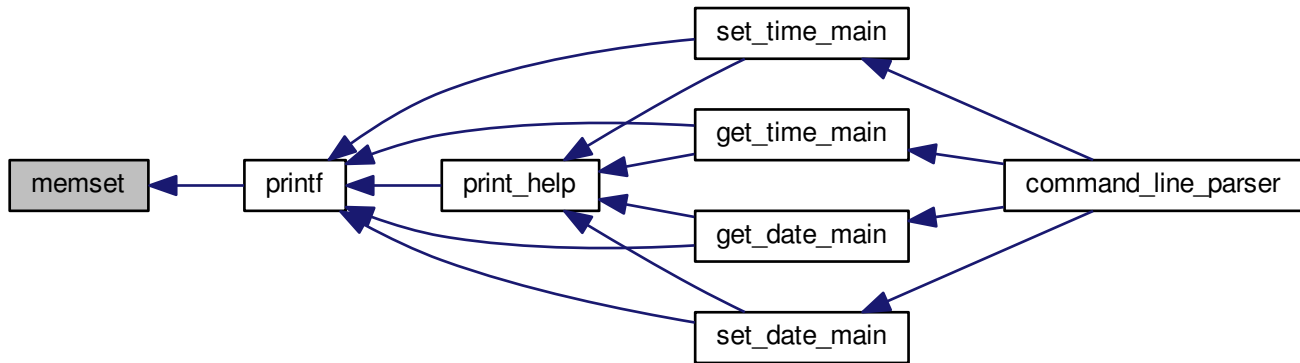 set_time_main
get_time_main
memset
printf
print_help
command_line_parser
get_date_main
set_date_main